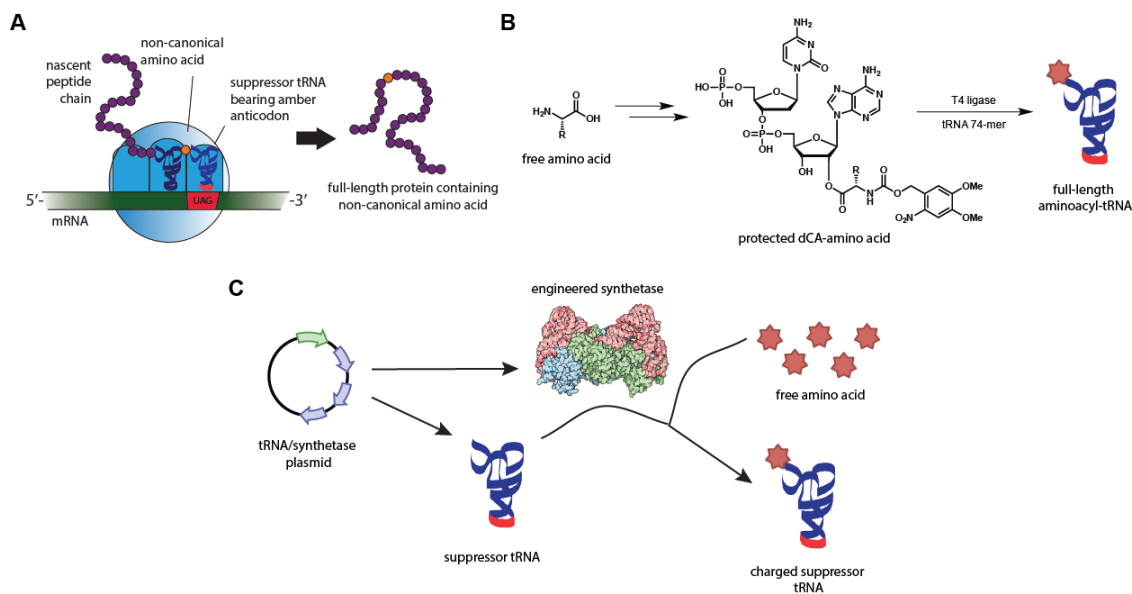 A
non-canonical
amino acid
nascent
peptide
chain
suppressor tRNA
bearing amber
anticodon
5’-
UAG
-3’
mRNA
full-length protein containing
non-canonical amino acid
B
H2N
O
OH
R
free amino acid
NH2
N
N
O
O
HO
P
O
OH
O
NH2
N
N
N
N
O
O
P
O
OH
O
OH
O
O
R
N
H
O
O
O2N
OMe
OMe
protected dCA-amino acid
T4 ligase
tRNA 74-mer
full-length
aminoacyl-tRNA
C
engineered synthetase
tRNA/synthetase
plasmid
suppressor tRNA
free amino acid
charged suppressor
tRNA